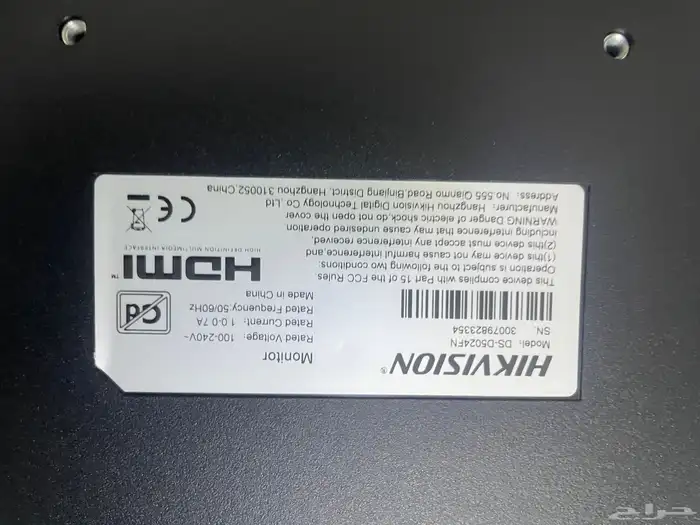 HIKVISION®
Model: DS-D5024FN
SN: 30079823354
Monitor
Rated Voltage: 100-240V~
Rated Current: 1.0-0.7A
Rated Frequency:50/60Hz
Made in China
Cd
This device complies with Part 15 of the FCC Rules
Operation is subject to the following two conditions:
(1)this device may not cause harmful interference,and
(2)this device must accept any interference received,
including interference that may cause undesired operation
WARNING Danger of electric shock,do not open the cover
Manufacturer: Hangzhou Hikvision Digital Technology Co.,Ltd
Address: No.555 Qianmo Road,Binjiang District, Hangzhou 310052,China
HDMI™
HIGH DEFINITION MULTIMEDIA INTERFACE
CE
حراج